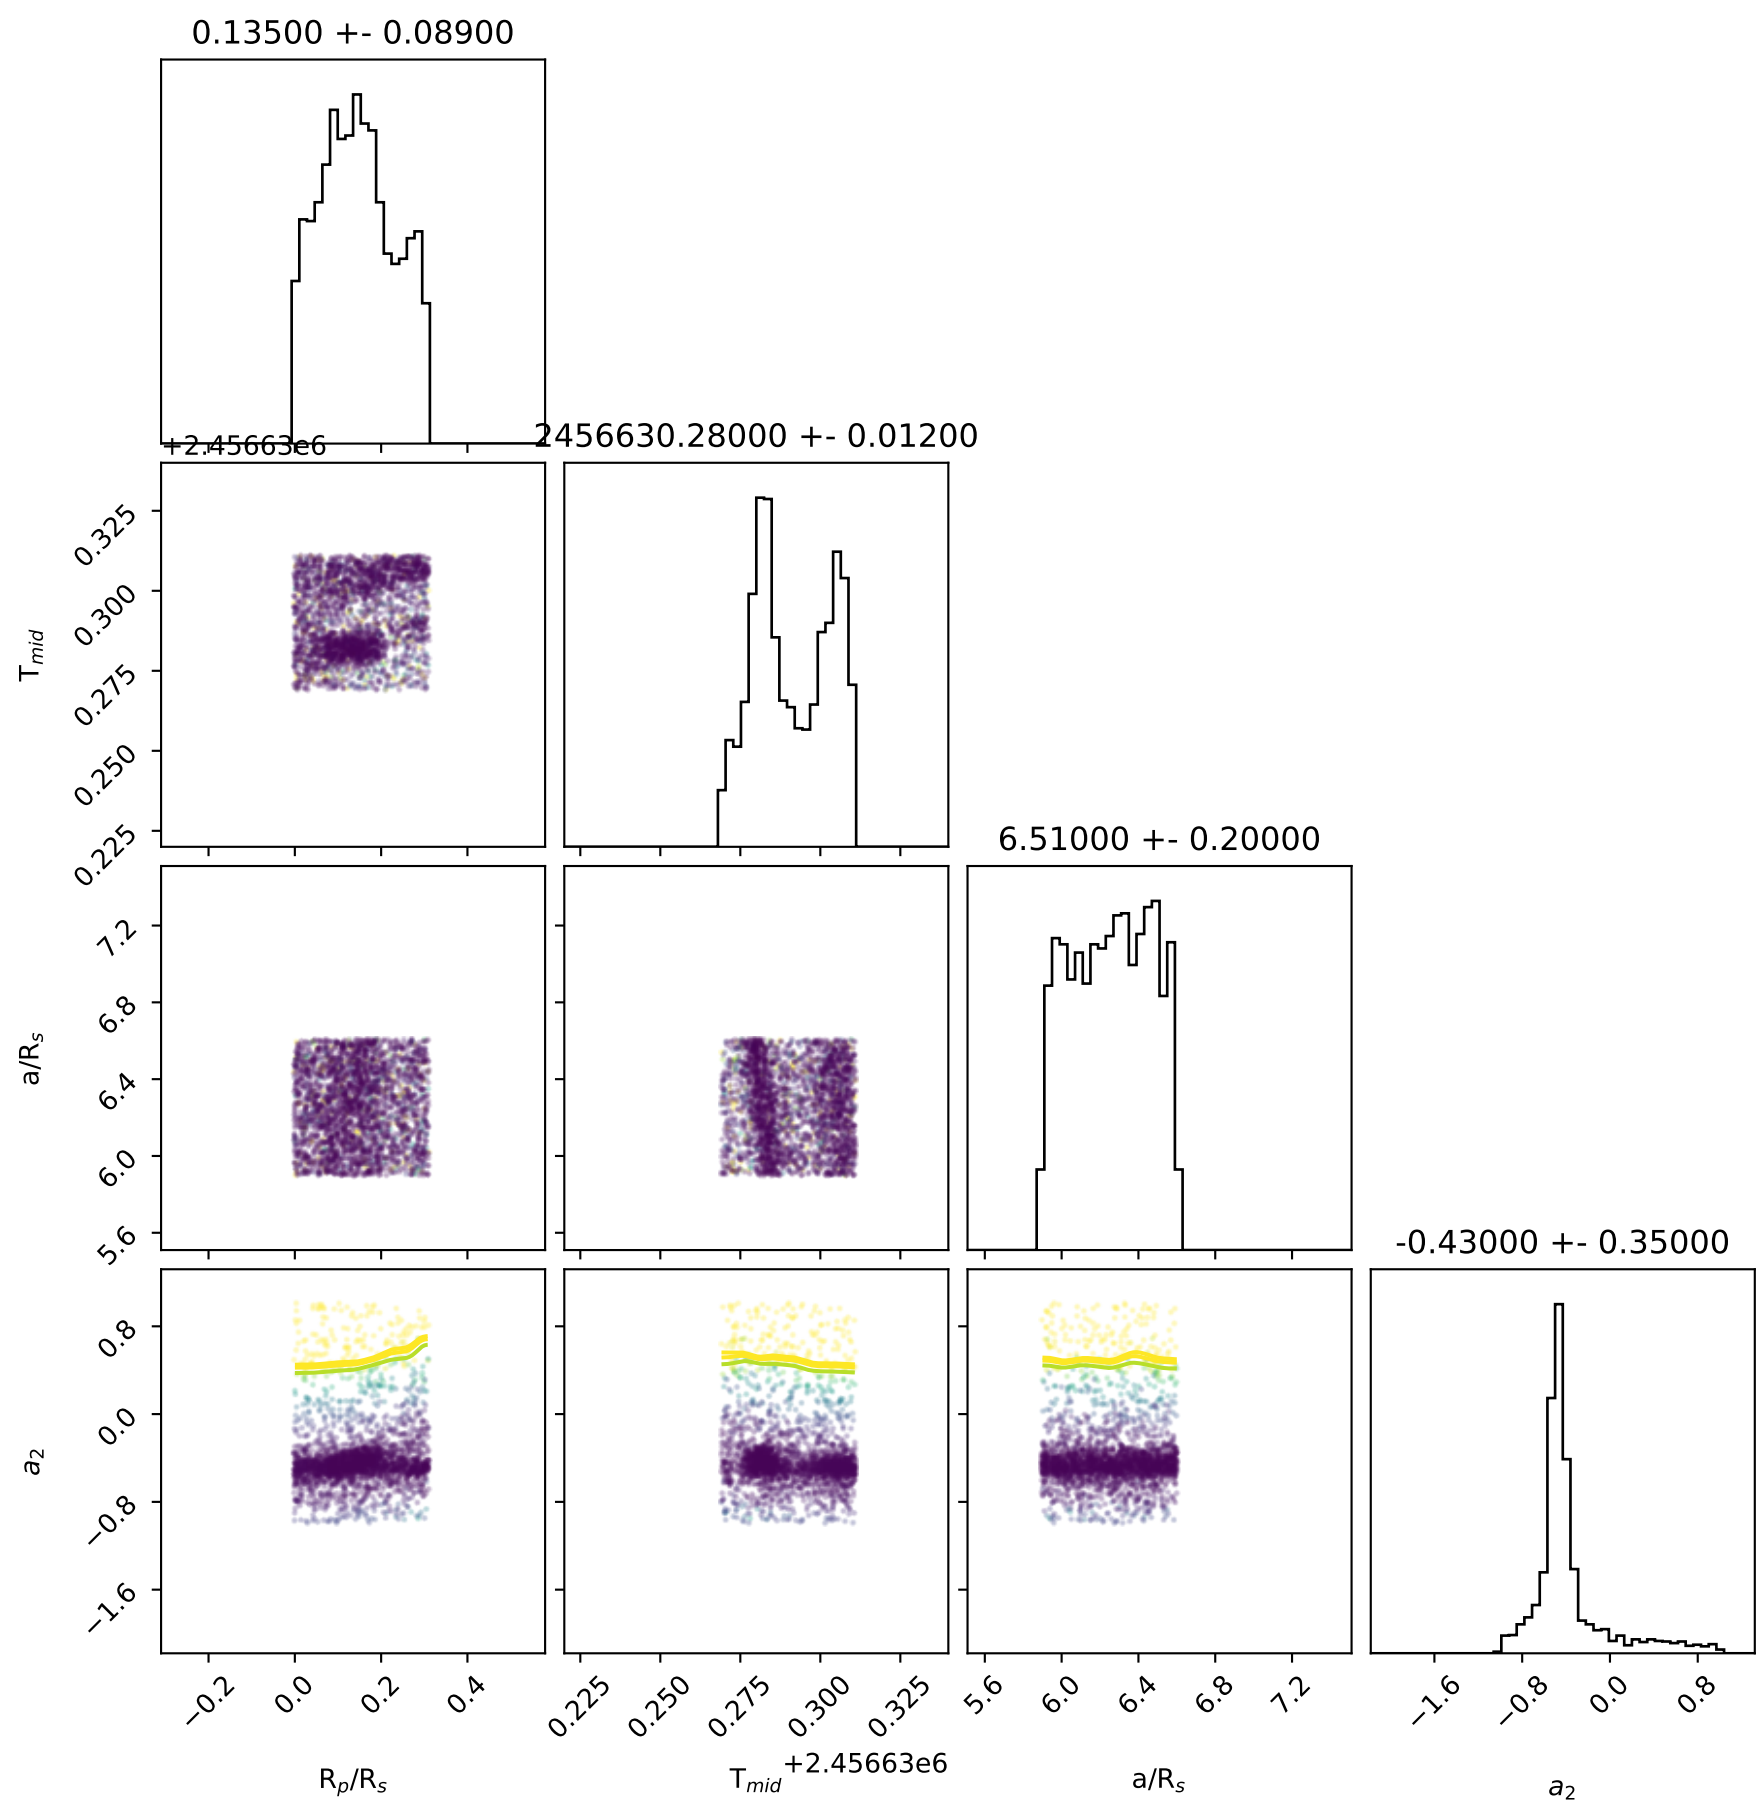 0.13500 +- 0.08900
+2.45663e6
2456630.28000 +- 0.01200
0.325
0.300
0.275
0.250
0.225
T_mid
6.51000 +- 0.20000
7.2
6.8
6.4
6.0
5.6
a/R_s
-0.43000 +- 0.35000
0.8
0.0
−0.8
−1.6
a_2
−0.2 0.0 0.2 0.4
0.225 0.250 0.275 0.300 0.325
5.6 6.0 6.4 6.8 7.2
−1.6 −0.8 0.0 0.8
+2.45663e6
R_p/R_s T_mid a/R_s a_2